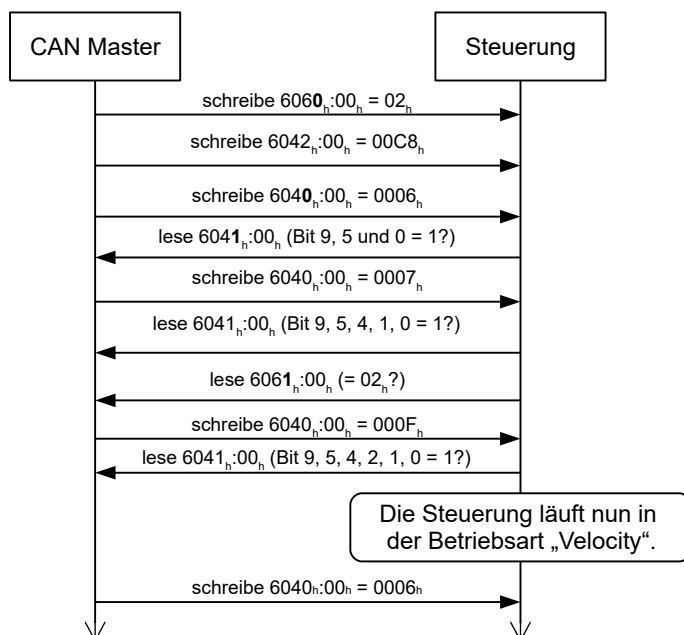 CAN Master
Steuerung
schreibe 6060h:00h = 02h
schreibe 6042h:00h = 00C8h
schreibe 6040h:00h = 0006h
lese 6041h:00h (Bit 9, 5 und 0 = 1?)
schreibe 6040h:00h = 0007h
lese 6041h:00h (Bit 9, 5, 4, 1, 0 = 1?)
lese 6061h:00h (= 02h?)
schreibe 6040h:00h = 000Fh
lese 6041h:00h (Bit 9, 5, 4, 2, 1, 0 = 1?)
Die Steuerung läuft nun in
der Betriebsart „Velocity“.
schreibe 6040h:00h = 0006h